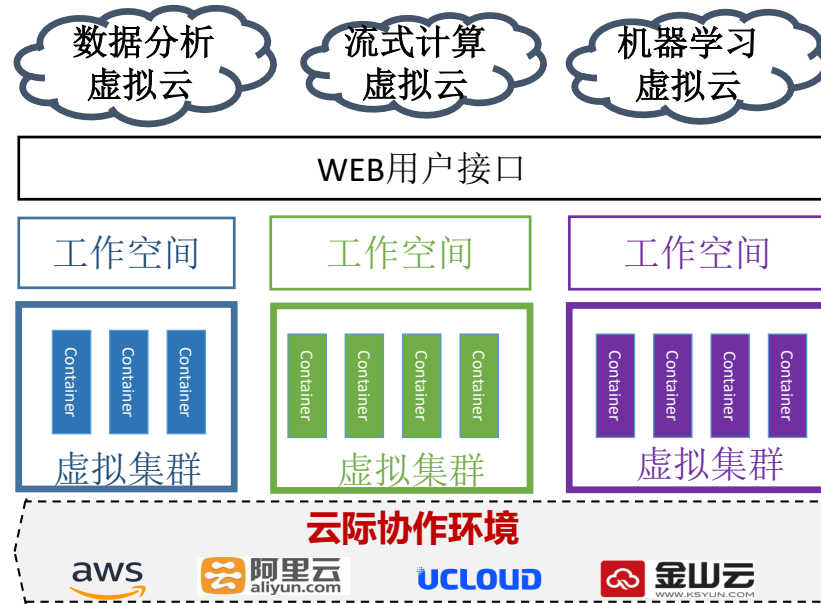 数据分析
虚拟云
流式计算
虚拟云
机器学习
虚拟云
WEB用户接口
工作空间
工作空间
工作空间
Container
Container
Container
虚拟集群
Container
Container
Container
Container
虚拟集群
Container
Container
Container
Container
虚拟集群
云际协作环境
aws
阿里云
aliyun.com
UCLOUD
金山云
WWW.KSYUN.COM